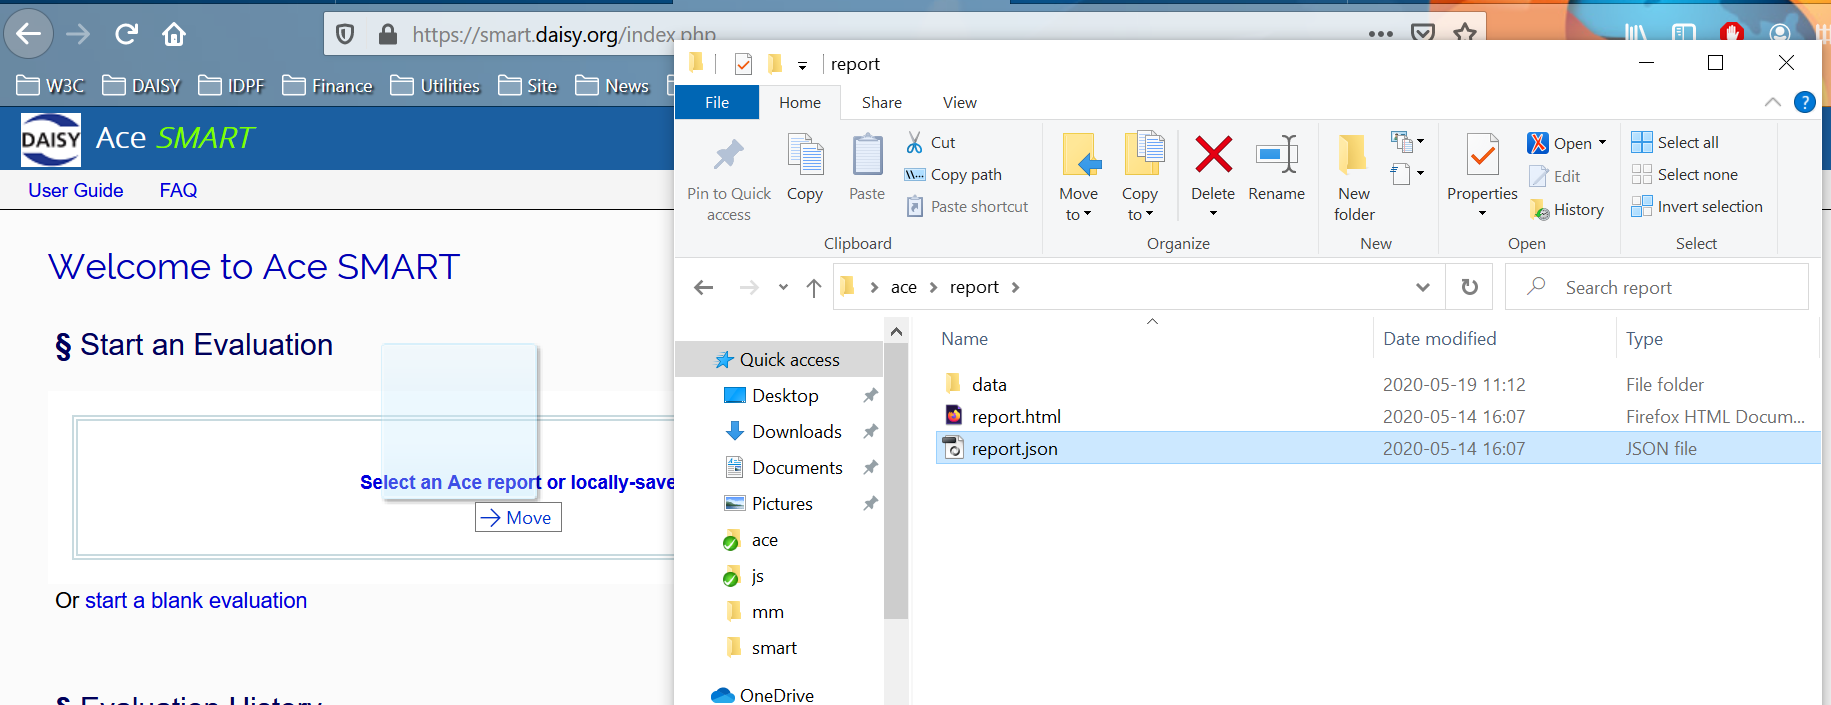 https://smart.daisy.org/index.php
W3C DAISY IDPF Finance Utilities Site News
DAISY Ace SMART
User Guide FAQ
Welcome to Ace SMART
§ Start an Evaluation
Select an Ace report or locally-save
→ Move
Or start a blank evaluation
§ Evaluation History
report
File Home Share View
Pin to Quick access
Copy
Paste
Cut
Copy path
Paste shortcut
Clipboard
Move to
Copy to
Delete
Rename
Organize
New folder
New
Properties
Open
Edit
History
Open
Select all
Select none
Invert selection
Select
ace > report >
Search report
Quick access
Desktop
Downloads
Documents
Pictures
ace
js
mm
smart
OneDrive
Name Date modified Type
data 2020-05-19 11:12 File folder
report.html 2020-05-14 16:07 Firefox HTML Docum...
report.json 2020-05-14 16:07 JSON file